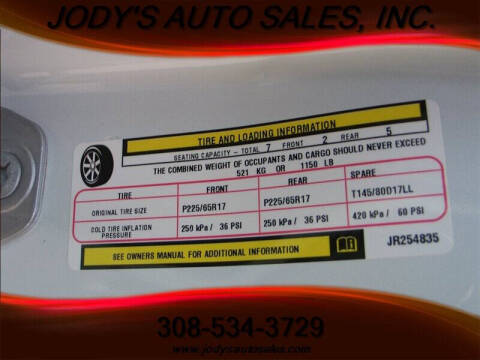 JODY'S AUTO SALES, INC.
TIRE AND LOADING INFORMATION
SEATING CAPACITY - TOTAL 7 FRONT 2 REAR 5
THE COMBINED WEIGHT OF OCCUPANTS AND CARGO SHOULD NEVER EXCEED
521 KG OR 1150 LB
TIRE FRONT REAR SPARE
ORIGINAL TIRE SIZE P225/65R17 P225/65R17 T145/80D17LL
COLD TIRE INFLATION PRESSURE 250 kPa / 36 PSI 250 kPa / 36 PSI 420 kPa / 60 PSI
SEE OWNERS MANUAL FOR ADDITIONAL INFORMATION JR254835
308-534-3729
www.jodysautosales.com